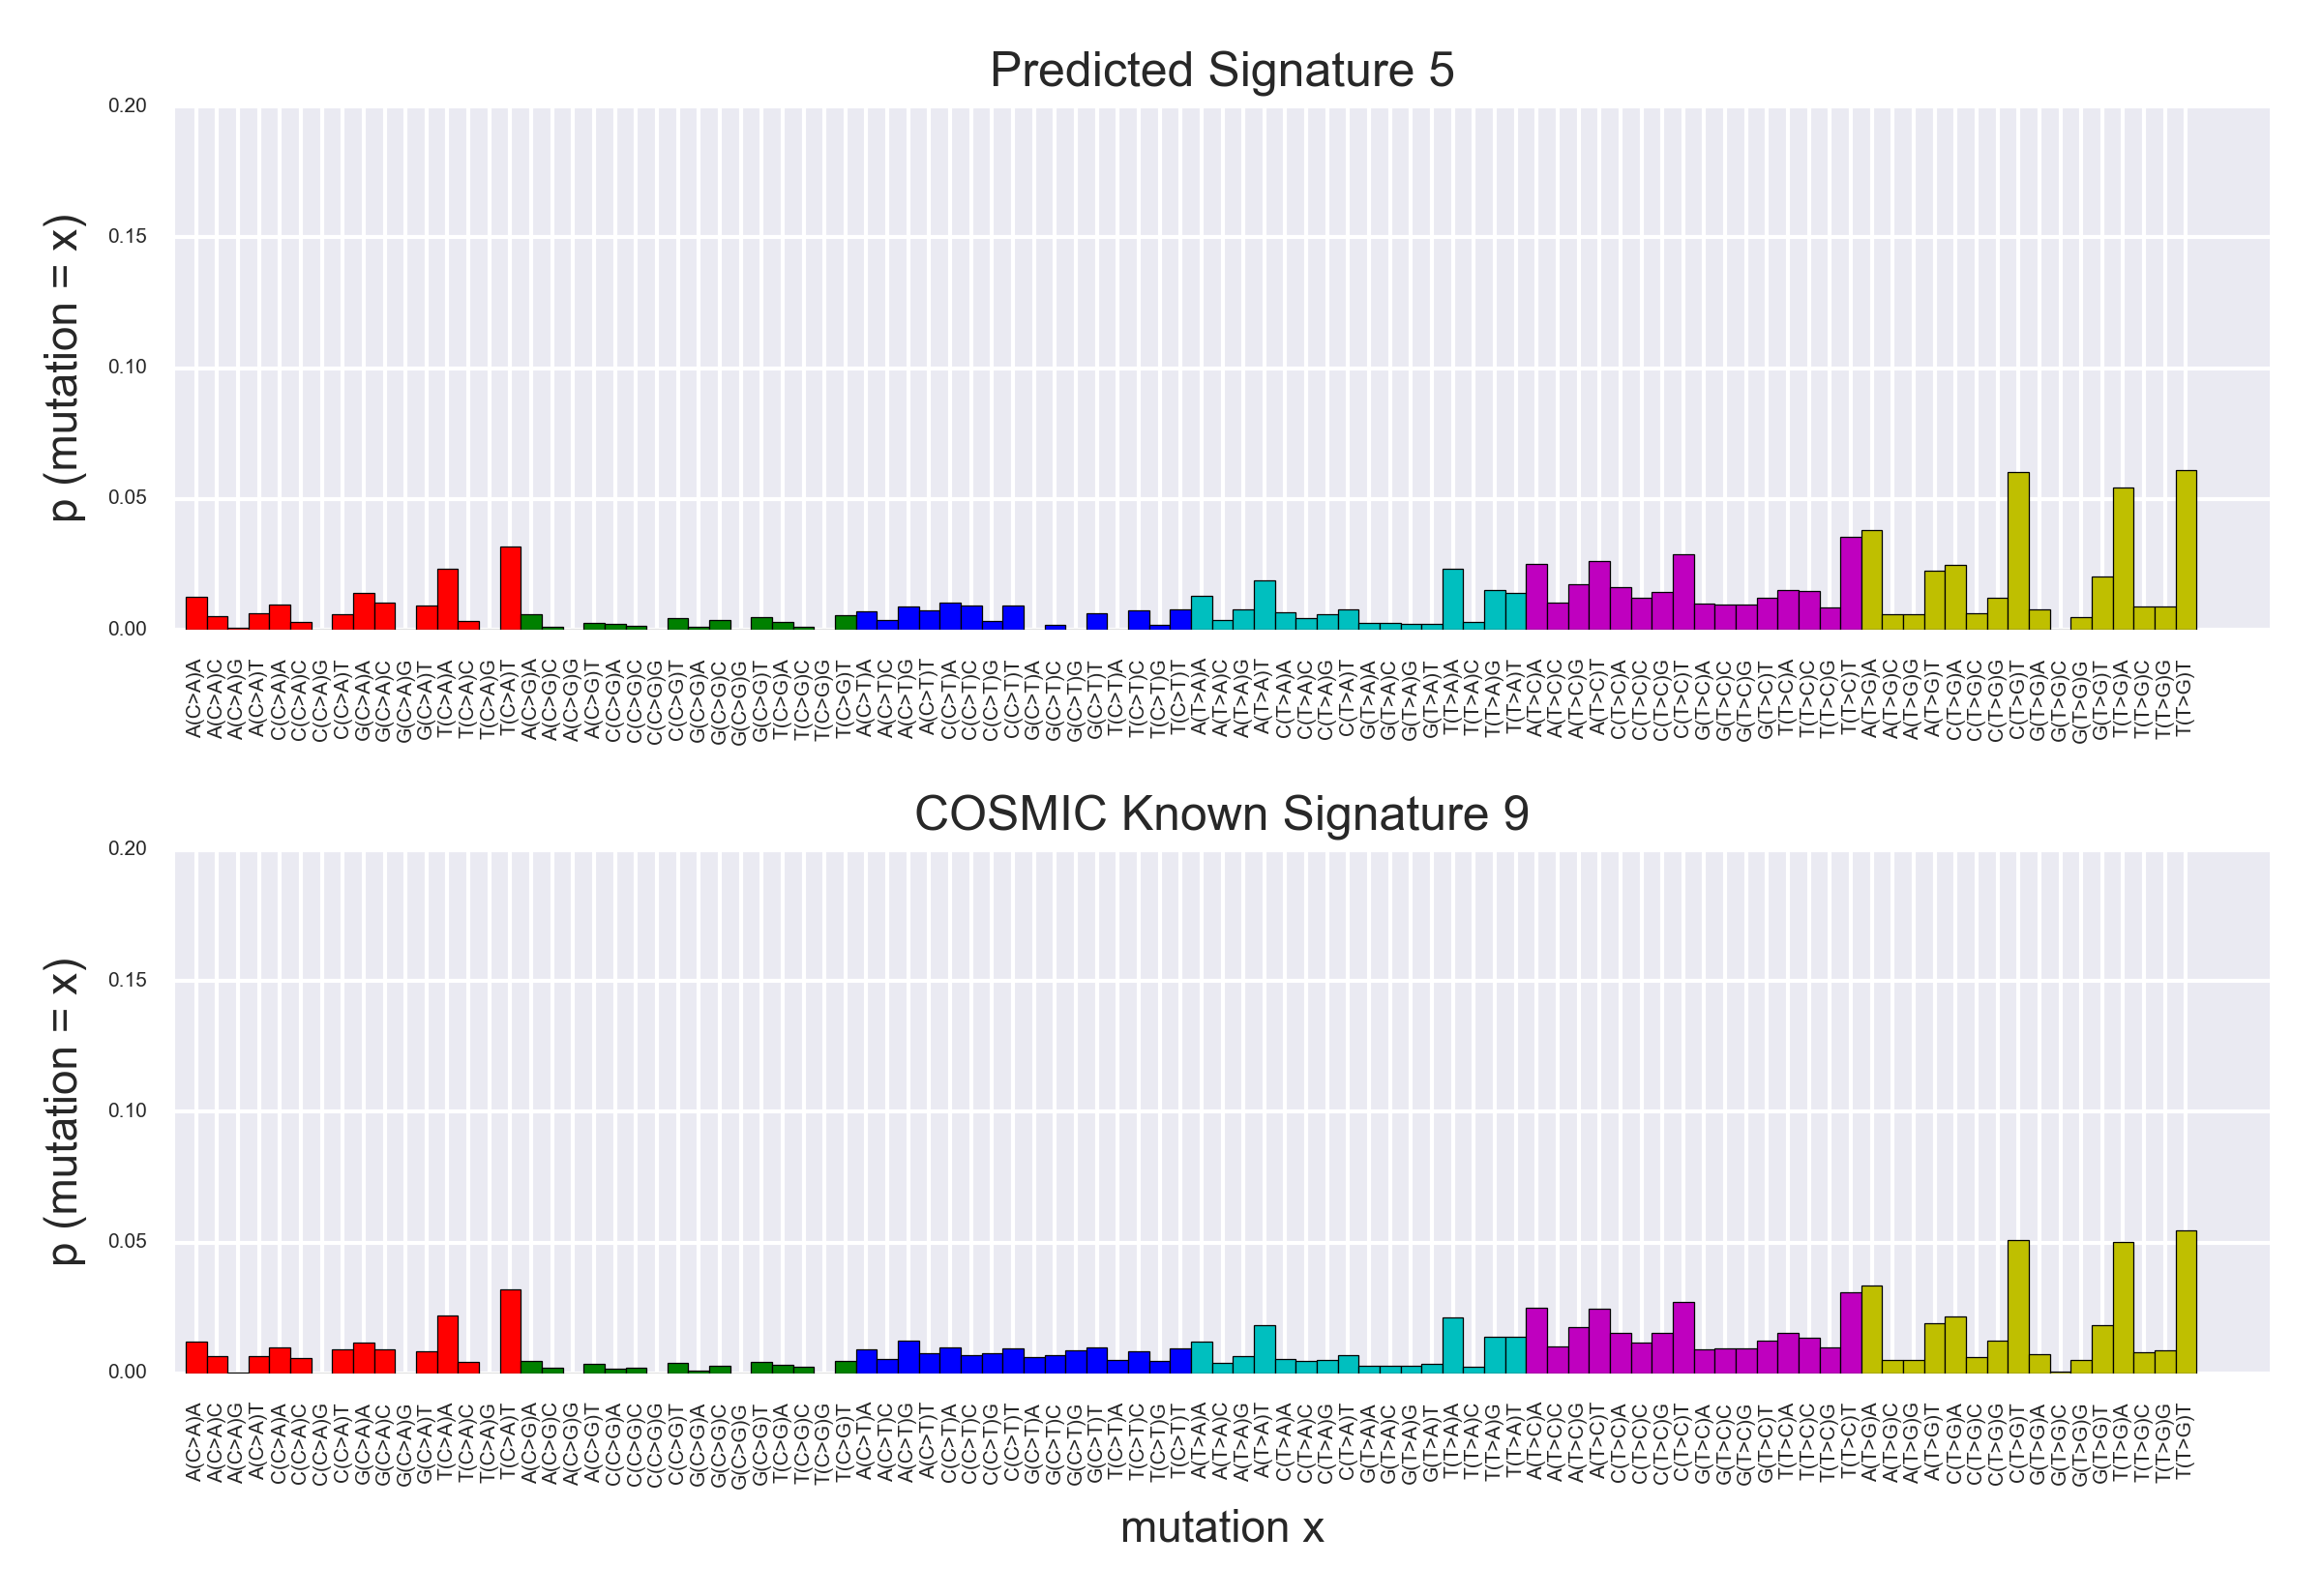 Predicted Signature 5
0.20
0.15
0.10
0.05
0.00
p (mutation = x)
A(C>A)A A(C>A)C A(C>A)G A(C>A)T C(C>A)A C(C>A)C C(C>A)G C(C>A)T G(C>A)A G(C>A)C G(C>A)G G(C>A)T T(C>A)A T(C>A)C T(C>A)G T(C>A)T A(C>G)A A(C>G)C A(C>G)G A(C>G)T C(C>G)A C(C>G)C C(C>G)G C(C>G)T G(C>G)A G(C>G)C G(C>G)G G(C>G)T T(C>G)A T(C>G)C T(C>G)G T(C>G)T A(C>T)A A(C>T)C A(C>T)G A(C>T)T C(C>T)A C(C>T)C C(C>T)G C(C>T)T G(C>T)A G(C>T)C G(C>T)G G(C>T)T T(C>T)A T(C>T)C T(C>T)G T(C>T)T A(T>A)A A(T>A)C A(T>A)G A(T>A)T C(T>A)A C(T>A)C C(T>A)G C(T>A)T G(T>A)A G(T>A)C G(T>A)G G(T>A)T T(T>A)A T(T>A)C T(T>A)G T(T>A)T A(T>C)A A(T>C)C A(T>C)G A(T>C)T C(T>C)A C(T>C)C C(T>C)G C(T>C)T G(T>C)A G(T>C)C G(T>C)G G(T>C)T T(T>C)A T(T>C)C T(T>C)G T(T>C)T A(T>G)A A(T>G)C A(T>G)G A(T>G)T C(T>G)A C(T>G)C C(T>G)G C(T>G)T G(T>G)A G(T>G)C G(T>G)G G(T>G)T T(T>G)A T(T>G)C T(T>G)G T(T>G)T
COSMIC Known Signature 9
0.20
0.15
0.10
0.05
0.00
p (mutation = x)
A(C>A)A A(C>A)C A(C>A)G A(C>A)T C(C>A)A C(C>A)C C(C>A)G C(C>A)T G(C>A)A G(C>A)C G(C>A)G G(C>A)T T(C>A)A T(C>A)C T(C>A)G T(C>A)T A(C>G)A A(C>G)C A(C>G)G A(C>G)T C(C>G)A C(C>G)C C(C>G)G C(C>G)T G(C>G)A G(C>G)C G(C>G)G G(C>G)T T(C>G)A T(C>G)C T(C>G)G T(C>G)T A(C>T)A A(C>T)C A(C>T)G A(C>T)T C(C>T)A C(C>T)C C(C>T)G C(C>T)T G(C>T)A G(C>T)C G(C>T)G G(C>T)T T(C>T)A T(C>T)C T(C>T)G T(C>T)T A(T>A)A A(T>A)C A(T>A)G A(T>A)T C(T>A)A C(T>A)C C(T>A)G C(T>A)T G(T>A)A G(T>A)C G(T>A)G G(T>A)T T(T>A)A T(T>A)C T(T>A)G T(T>A)T A(T>C)A A(T>C)C A(T>C)G A(T>C)T C(T>C)A C(T>C)C C(T>C)G C(T>C)T G(T>C)A G(T>C)C G(T>C)G G(T>C)T T(T>C)A T(T>C)C T(T>C)G T(T>C)T A(T>G)A A(T>G)C A(T>G)G A(T>G)T C(T>G)A C(T>G)C C(T>G)G C(T>G)T G(T>G)A G(T>G)C G(T>G)G G(T>G)T T(T>G)A T(T>G)C T(T>G)G T(T>G)T
mutation x